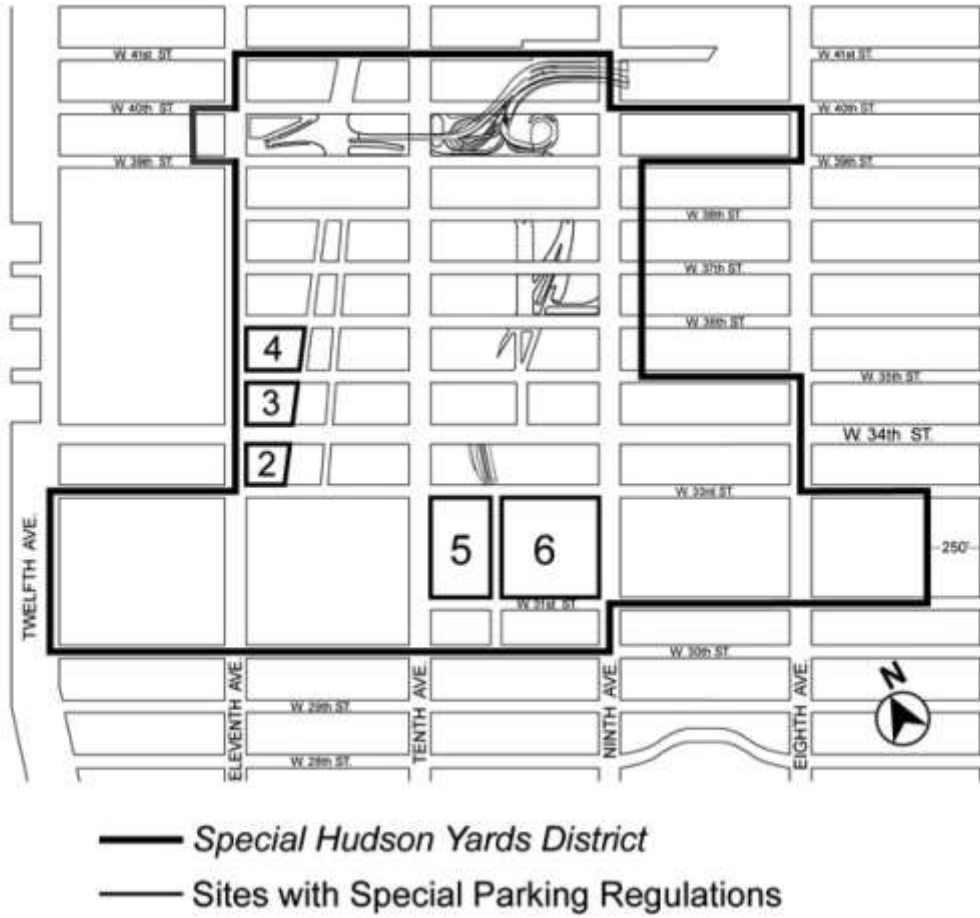 W. 41st ST.
W. 41st ST.
W. 40th ST.
W. 40th ST.
W. 39th ST.
W. 39th ST.
W. 38th ST.
W. 37th ST.
W. 36th ST.
4
W. 35th ST.
3
W. 34th ST.
2
W. 33rd ST.
5
6
250'
TWELFTH AVE.
W. 31st ST
W. 30th ST.
N
ELEVENTH AVE.
TENTH AVE.
NINTH AVE.
EIGHTH AVE.
W. 29th ST.
W. 28th ST.
Special Hudson Yards District
Sites with Special Parking Regulations